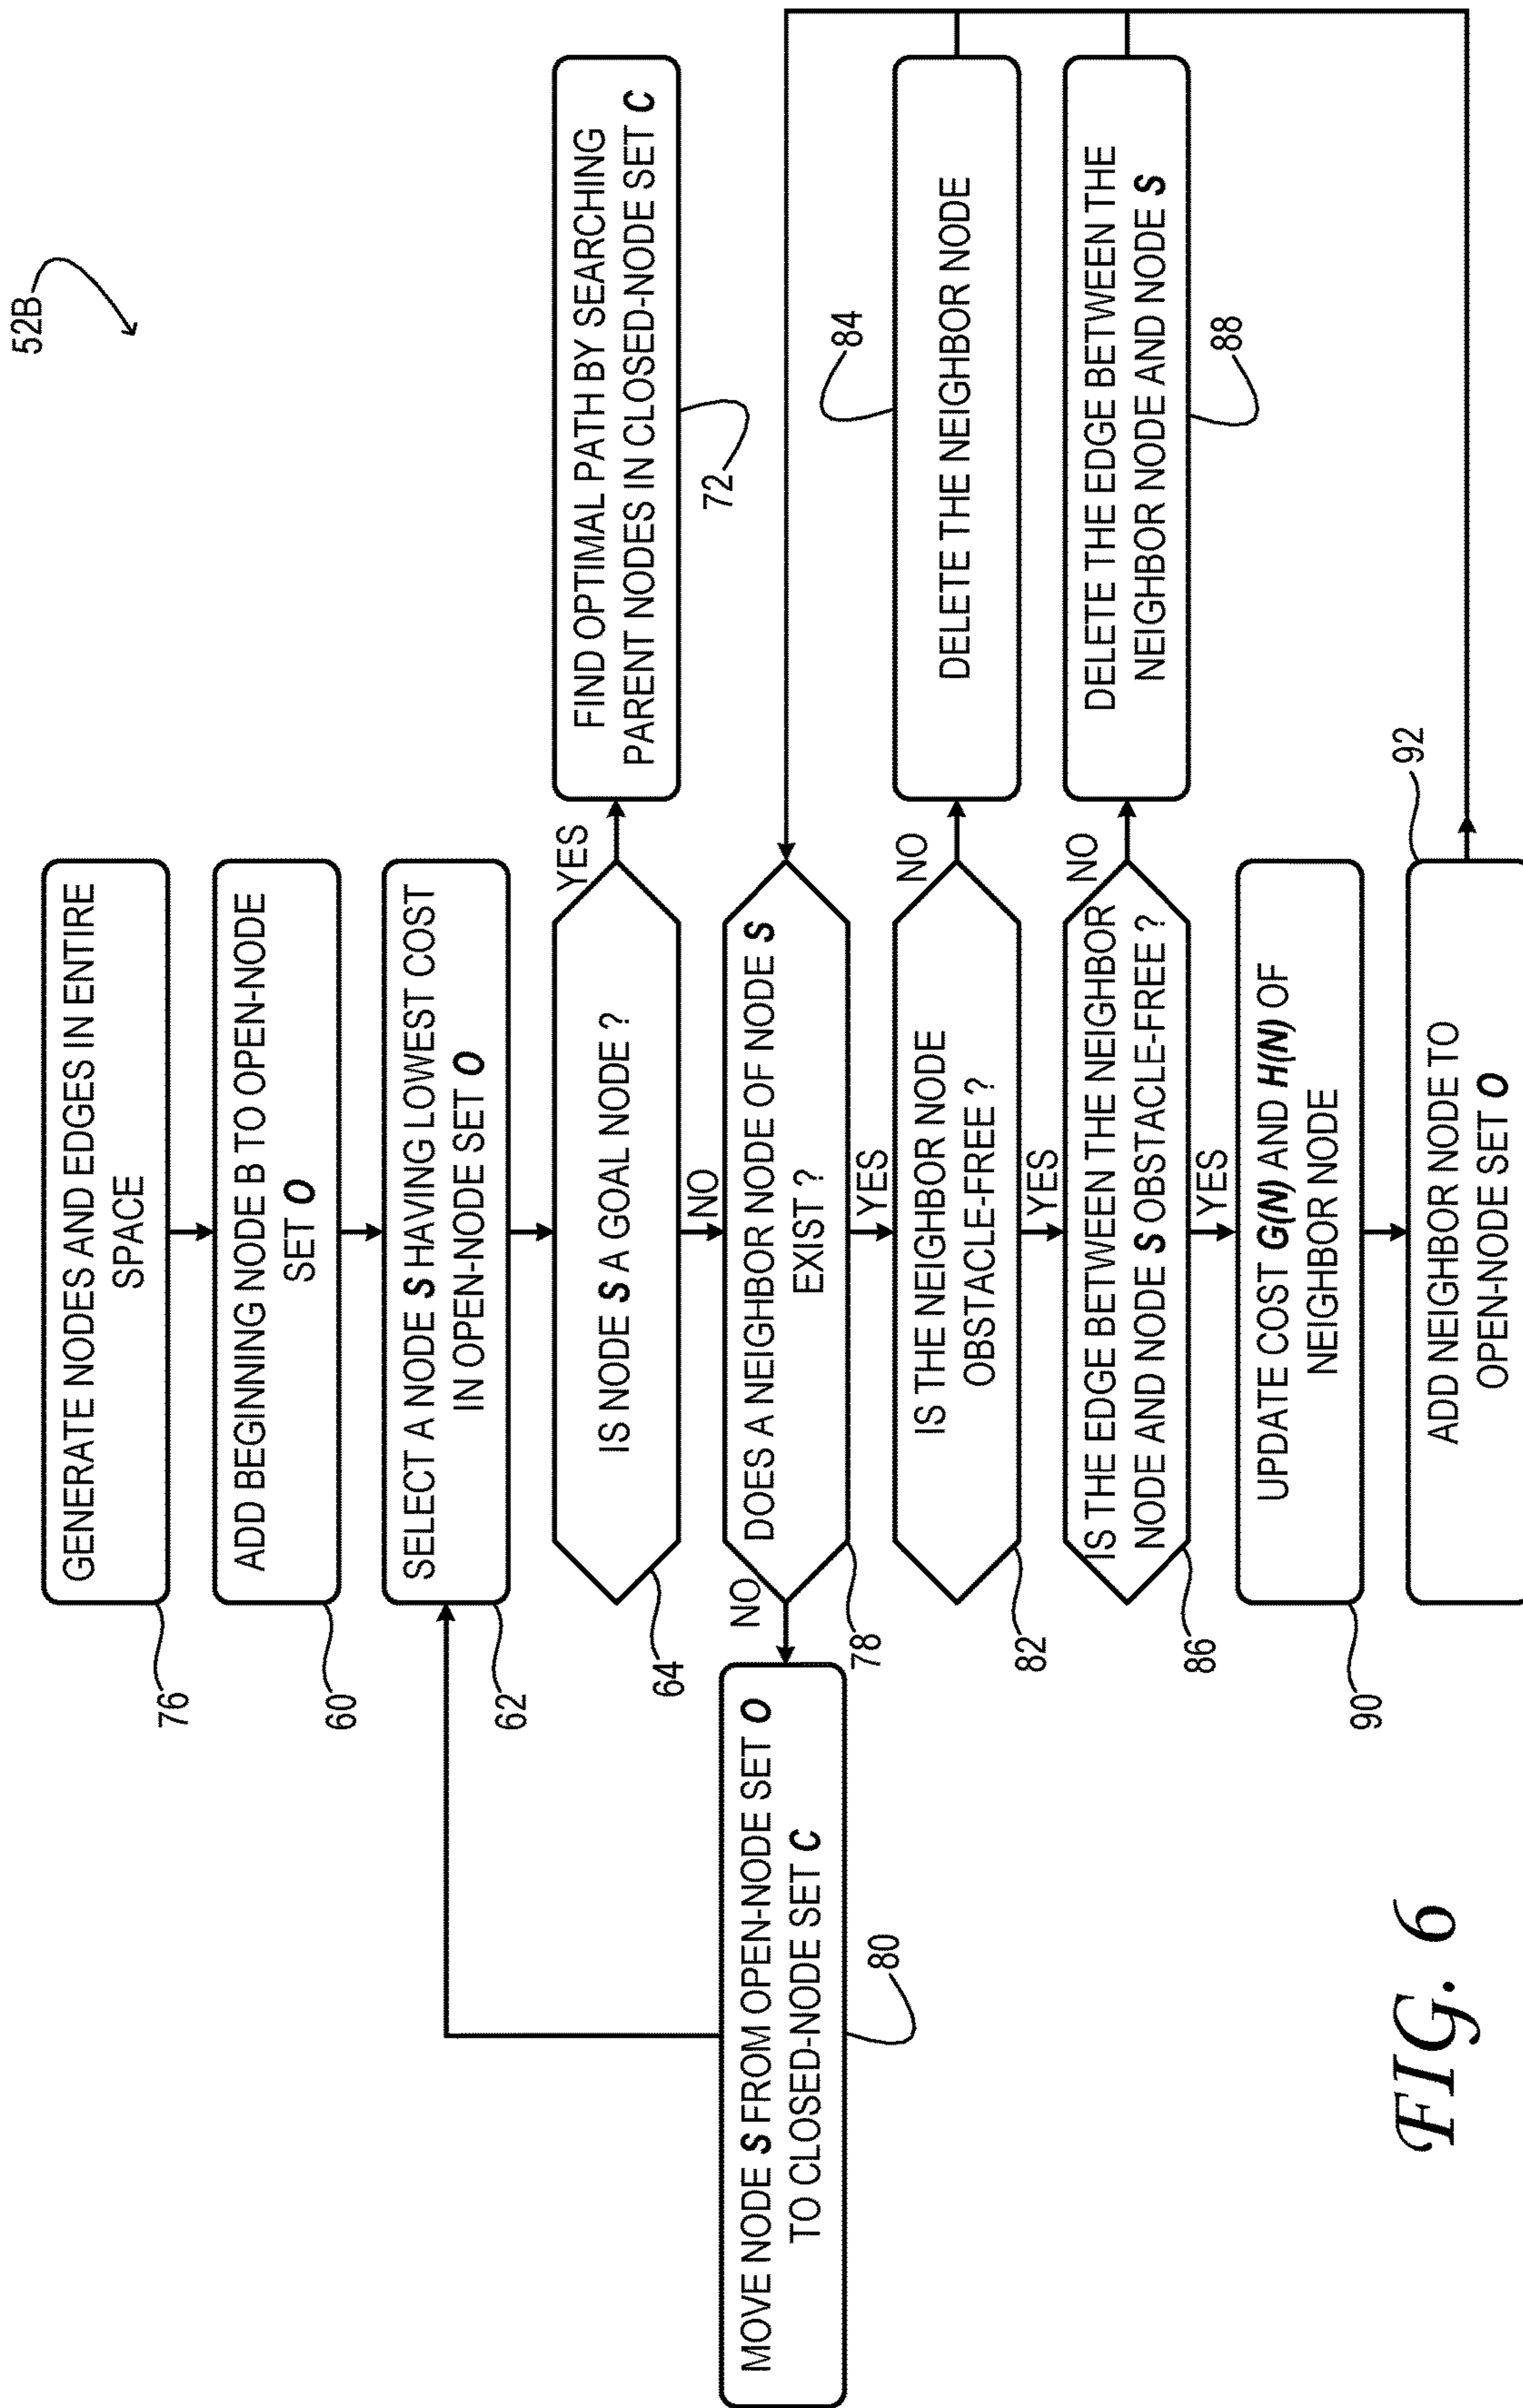 52B
GENERATE NODES AND EDGES IN ENTIRE
SPACE
76
ADD BEGINNING NODE B TO OPEN-NODE
SET O
60
SELECT A NODE S HAVING LOWEST COST
IN OPEN-NODE SET O
62
IS NODE S A GOAL NODE ?
64
YES
FIND OPTIMAL PATH BY SEARCHING
PARENT NODES IN CLOSED-NODE SET C
72
NO
DOES A NEIGHBOR NODE OF NODE S
EXIST ?
78
NO
MOVE NODE S FROM OPEN-NODE SET O
TO CLOSED-NODE SET C
80
YES
IS THE NEIGHBOR NODE
OBSTACLE-FREE ?
82
NO
DELETE THE NEIGHBOR NODE
84
YES
IS THE EDGE BETWEEN THE NEIGHBOR
NODE AND NODE S OBSTACLE-FREE ?
86
NO
DELETE THE EDGE BETWEEN THE
NEIGHBOR NODE AND NODE S
88
YES
UPDATE COST G(N) AND H(N) OF
NEIGHBOR NODE
90
ADD NEIGHBOR NODE TO
OPEN-NODE SET O
92
FIG. 6